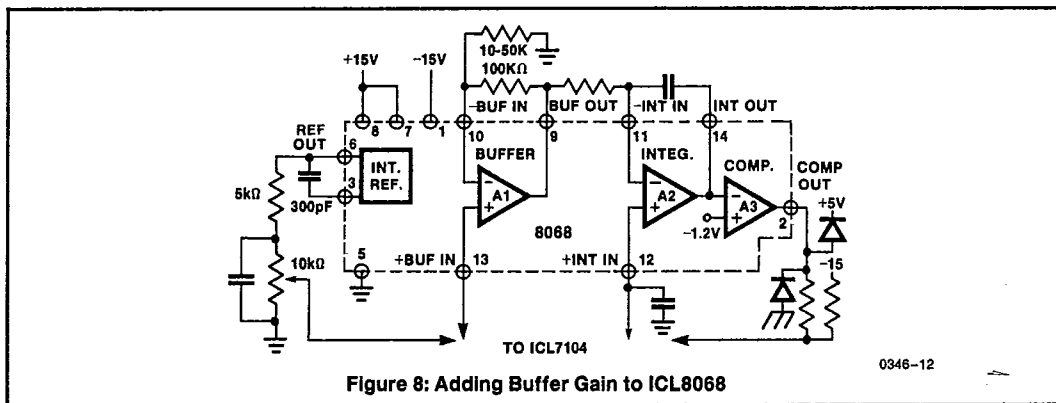 10-50K
+15V
-15V
100KΩ
-BUF IN
BUF OUT
-INT IN
INT OUT
REF
OUT
8
7
1
10
9
11
14
6
BUFFER
INTEG.
COMP.
COMP
OUT
INT.
REF.
3
5kΩ
300pF
A1
A2
A3
+5V
-1.2V
2
8068
5
+BUF IN
13
+INT IN
12
-15
10kΩ
TO ICL7104
0346-12
Figure 8: Adding Buffer Gain to ICL8068